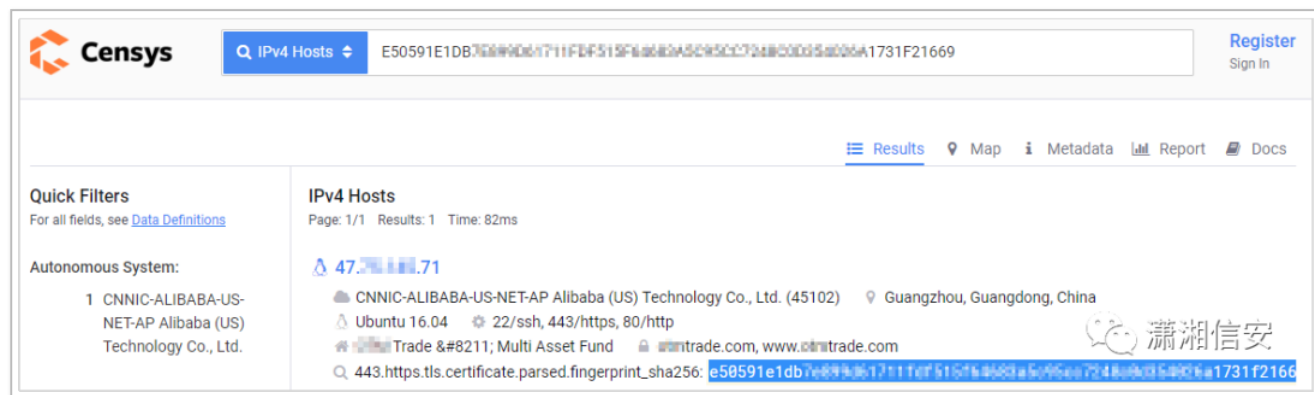 Censys
IPv4 Hosts
E50591E1DB A1731F21669
Register
Sign In
Results Map Metadata Report Docs
Quick Filters
For all fields, see Data Definitions
Autonomous System:
1 CNNIC-ALIBABA-US-
NET-AP Alibaba (US)
Technology Co., Ltd.
IPv4 Hosts
Page: 1/1 Results: 1 Time: 82ms
47. .71
CNNIC-ALIBABA-US-NET-AP Alibaba (US) Technology Co., Ltd. (45102) Guangzhou, Guangdong, China
Ubuntu 16.04 22/ssh, 443/https, 80/http
Trade &#8211; Multi Asset Fund trade.com, www. trade.com
443.https.tls.certificate.parsed.fingerprint_sha256: e50591e1db a1731f2166
潇湘信安